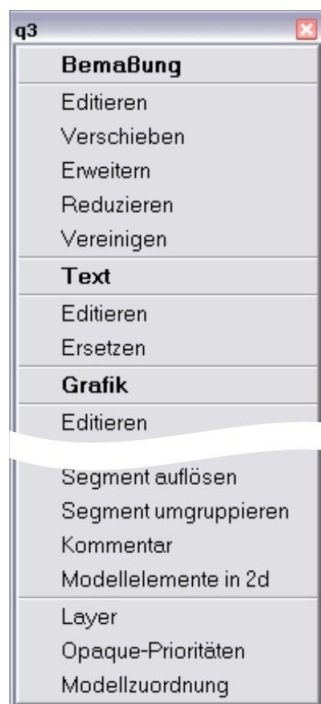 q3
Bemaßung
Editieren
Verschieben
Erweitern
Reduzieren
Vereinigen
Text
Editieren
Ersetzen
Grafik
Editieren
Segment auflösen
Segment umgruppieren
Kommentar
Modellelemente in 2d
Layer
Opaque-Prioritäten
Modellzuordnung